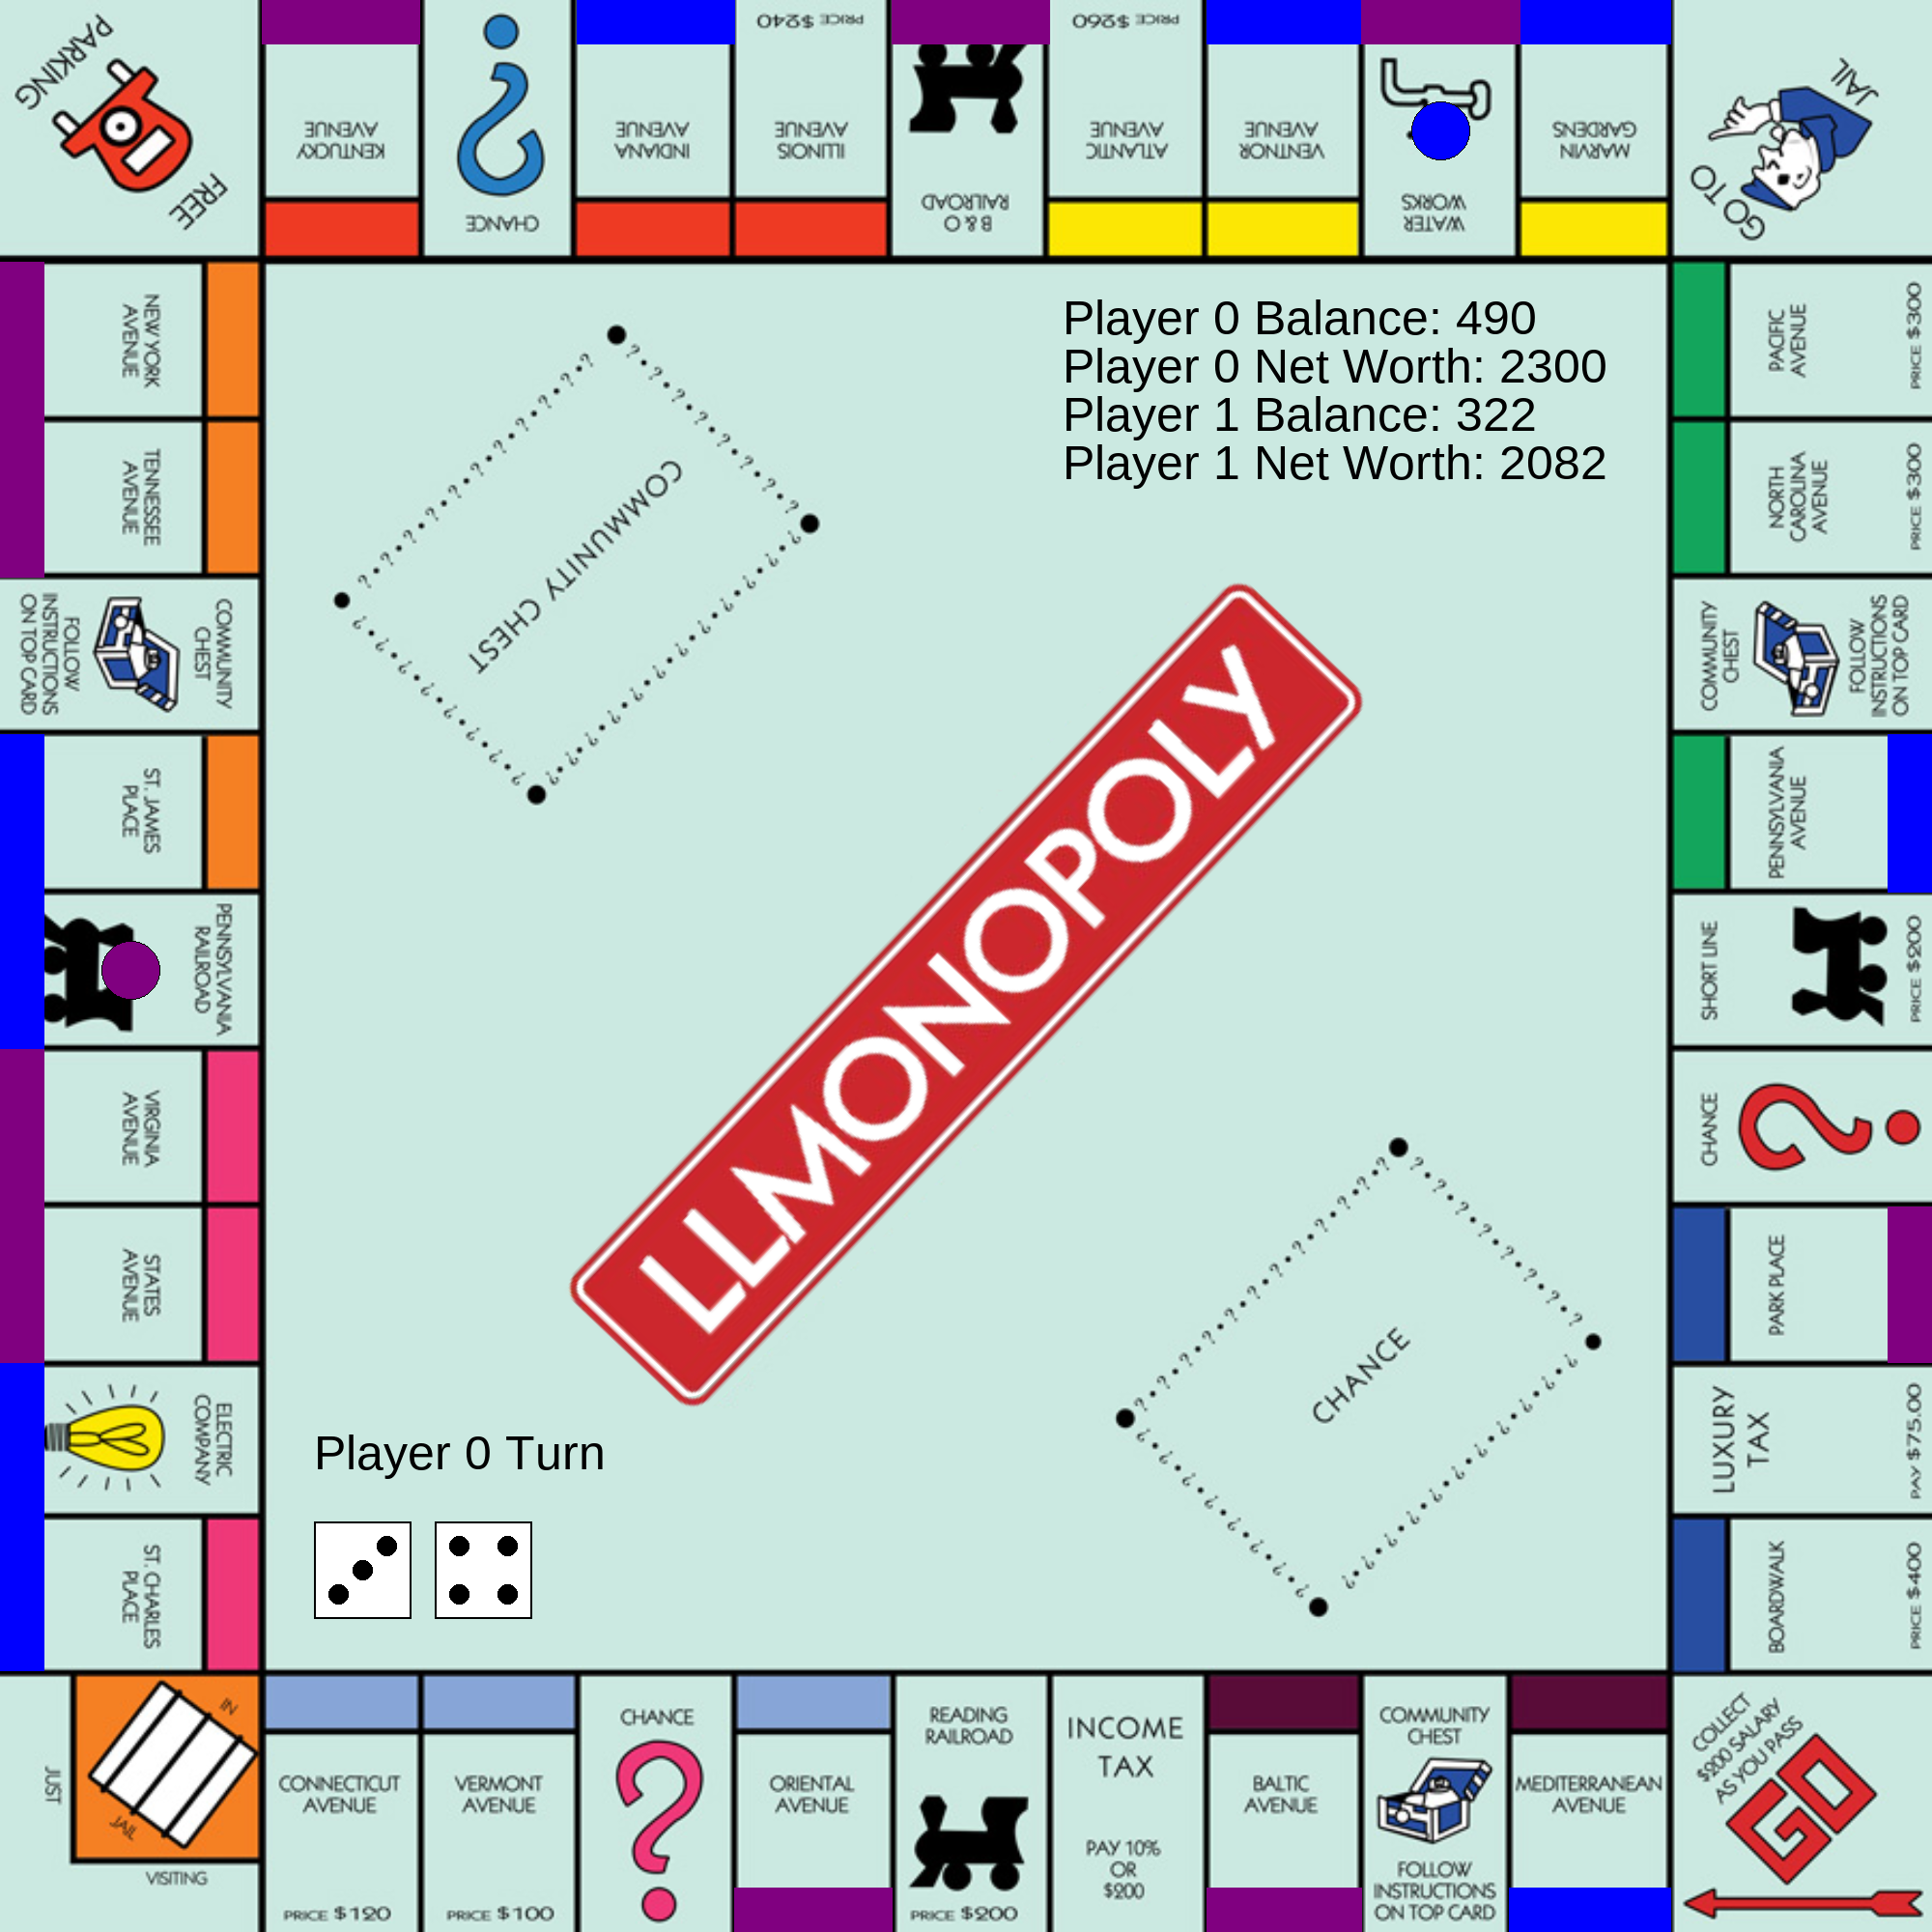 FREE
PARKING
KENTUCKY
AVENUE
CHANCE
INDIANA
AVENUE
ILLINOIS
AVENUE
PRICE $240
B & O
RAILROAD
ATLANTIC
AVENUE
PRICE $260
VENTNOR
AVENUE
WATER
WORKS
MARVIN
GARDENS
GO TO
JAIL
NEW YORK
AVENUE
TENNESSEE
AVENUE
COMMUNITY
CHEST
FOLLOW
INSTRUCTIONS
ON TOP CARD
ST. JAMES
PLACE
PENNSYLVANIA
RAILROAD
VIRGINIA
AVENUE
STATES
AVENUE
ELECTRIC
COMPANY
ST. CHARLES
PLACE
Player 0 Balance: 490
Player 0 Net Worth: 2300
Player 1 Balance: 322
Player 1 Net Worth: 2082
COMMUNITY CHEST
LLMONOPOLY
CHANCE
Player 0 Turn
PACIFIC
AVENUE
PRICE $300
NORTH
CAROLINA
AVENUE
PRICE $300
COMMUNITY
CHEST
FOLLOW
INSTRUCTIONS
ON TOP CARD
PENNSYLVANIA
AVENUE
SHORT LINE
PRICE $200
CHANCE
PARK PLACE
LUXURY
TAX
PAY $75.00
BOARDWALK
PRICE $400
JUST
VISITING
IN
JAIL
CONNECTICUT
AVENUE
PRICE $120
VERMONT
AVENUE
PRICE $100
CHANCE
ORIENTAL
AVENUE
READING
RAILROAD
PRICE $200
INCOME
TAX
PAY 10%
OR
$200
BALTIC
AVENUE
COMMUNITY
CHEST
FOLLOW
INSTRUCTIONS
ON TOP CARD
MEDITERRANEAN
AVENUE
COLLECT
$200 SALARY
AS YOU PASS
GO